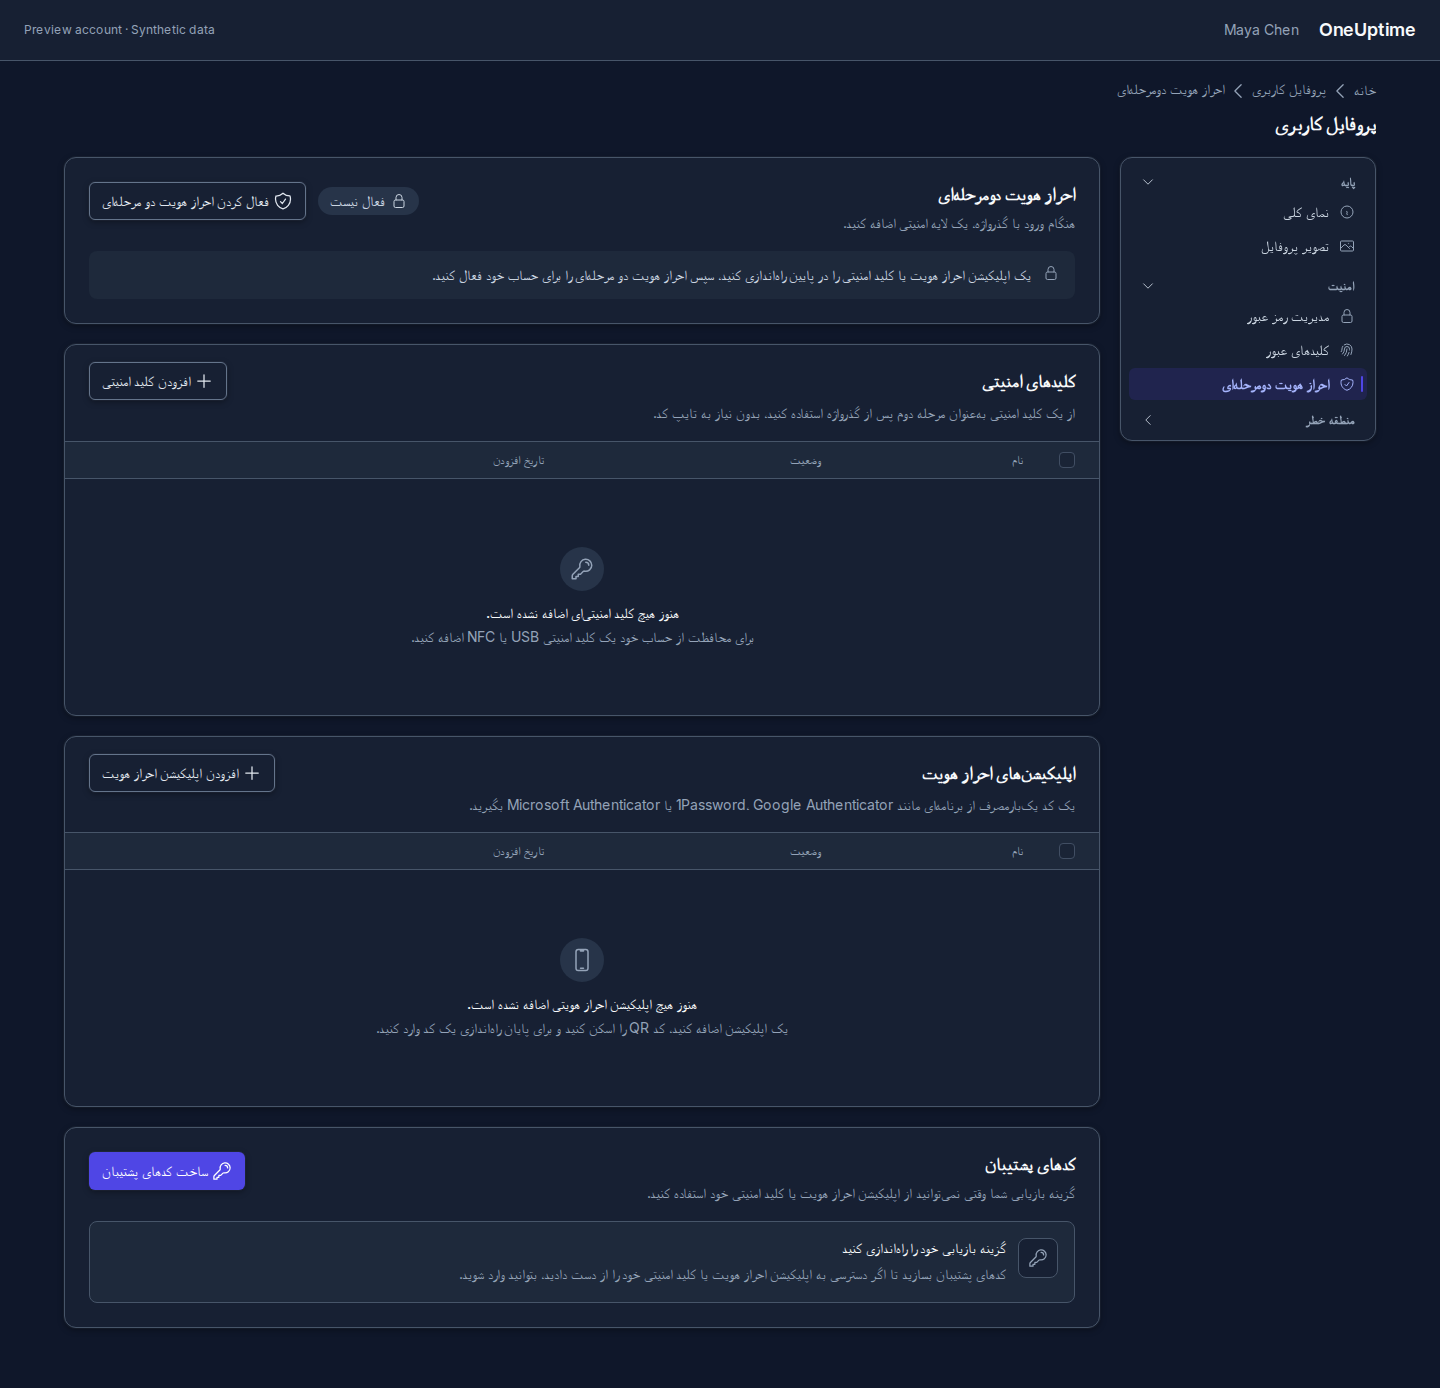 OneUptime
Maya Chen
Preview account · Synthetic data
خانه
پروفایل کاربری
احراز هویت دومرحله‌ای
پروفایل کاربری
پایه
نمای کلی
تصویر پروفایل
امنیت
مدیریت رمز عبور
کلیدهای عبور
احراز هویت دومرحله‌ای
منطقه خطر
احراز هویت دومرحله‌ای
هنگام ورود با گذرواژه، یک لایه امنیتی اضافه کنید.
فعال نیست
فعال کردن احراز هویت دو مرحله‌ای
یک اپلیکیشن احراز هویت یا کلید امنیتی را در پایین راه‌اندازی کنید، سپس احراز هویت دو مرحله‌ای را برای حساب خود فعال کنید.
کلیدهای امنیتی
افزودن کلید امنیتی
از یک کلید امنیتی به‌عنوان مرحله دوم پس از گذرواژه استفاده کنید، بدون نیاز به تایپ کد.
نام
وضعیت
تاریخ افزودن
هنوز هیچ کلید امنیتی‌ای اضافه نشده است.
برای محافظت از حساب خود یک کلید امنیتی USB یا NFC اضافه کنید.
اپلیکیشن‌های احراز هویت
افزودن اپلیکیشن احراز هویت
یک کد یک‌بارمصرف از برنامه‌ای مانند 1Password، Google Authenticator یا Microsoft Authenticator بگیرید.
نام
وضعیت
تاریخ افزودن
هنوز هیچ اپلیکیشن احراز هویتی اضافه نشده است.
یک اپلیکیشن اضافه کنید، کد QR را اسکن کنید و برای پایان راه‌اندازی یک کد وارد کنید.
کدهای پشتیبان
ساخت کدهای پشتیبان
گزینه بازیابی شما وقتی نمی‌توانید از اپلیکیشن احراز هویت یا کلید امنیتی خود استفاده کنید.
گزینه بازیابی خود را راه‌اندازی کنید
کدهای پشتیبان بسازید تا اگر دسترسی به اپلیکیشن احراز هویت یا کلید امنیتی خود را از دست دادید، بتوانید وارد شوید.